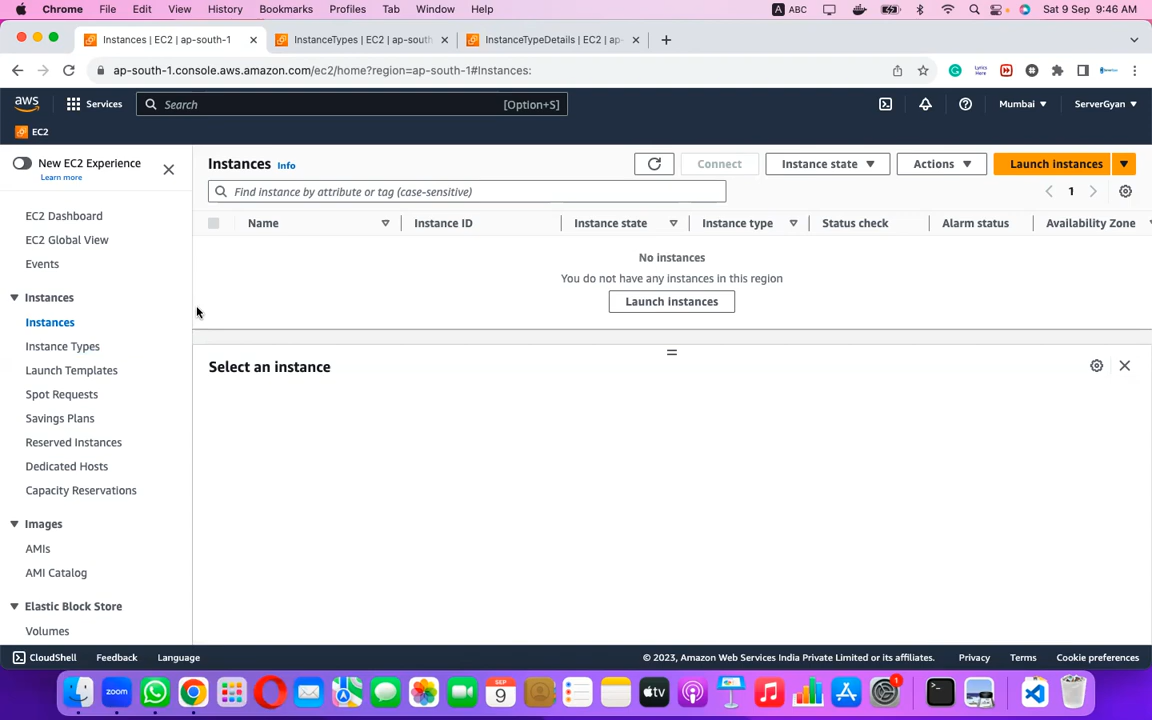 Chrome File Edit View History Bookmarks Profiles Tab Window Help A ABC Sat 9 Sep 9:46 AM
Instances | EC2 | ap-south-1 InstanceTypes | EC2 | ap-sout InstanceTypeDetails | EC2 | ap-
ap-south-1.console.aws.amazon.com/ec2/home?region=ap-south-1#Instances:
aws Services Search [Option+S] Mumbai ServerGyan
EC2
New EC2 Experience
Learn more
EC2 Dashboard
EC2 Global View
Events
Instances
Instances
Instance Types
Launch Templates
Spot Requests
Savings Plans
Reserved Instances
Dedicated Hosts
Capacity Reservations
Images
AMIs
AMI Catalog
Elastic Block Store
Volumes
Instances Info Connect Instance state Actions Launch instances
Find instance by attribute or tag (case-sensitive) 1
Name Instance ID Instance state Instance type Status check Alarm status Availability Zone
No instances
You do not have any instances in this region
Launch instances
Select an instance
CloudShell Feedback Language © 2023, Amazon Web Services India Private Limited or its affiliates. Privacy Terms Cookie preferences
zoom SEP 9 tv 1